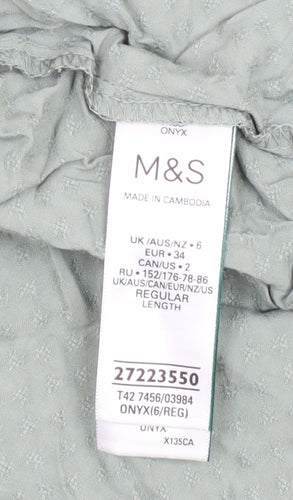 ONYX
M&S
MADE IN CAMBODIA
UK /AUS/NZ • 6
EUR • 34
CAN/US • 2
RU • 152/176-78-86
UK/AUS/CAN/EUR/NZ/US
REGULAR
LENGTH
27223550
T42 7456/03984
ONYX(6/REG)
ONYX
X135CA